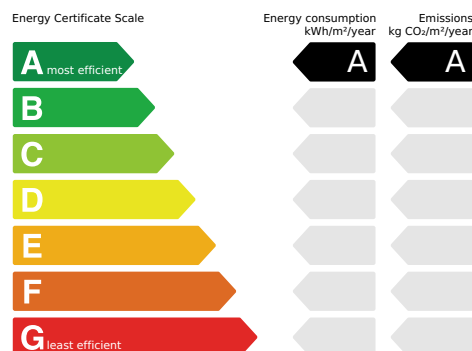 Energy Certificate Scale
Energy consumption
kWh/m²/year
Emissions
kg CO₂/m²/year
A most efficient
A
A
B
C
D
E
F
G least efficient